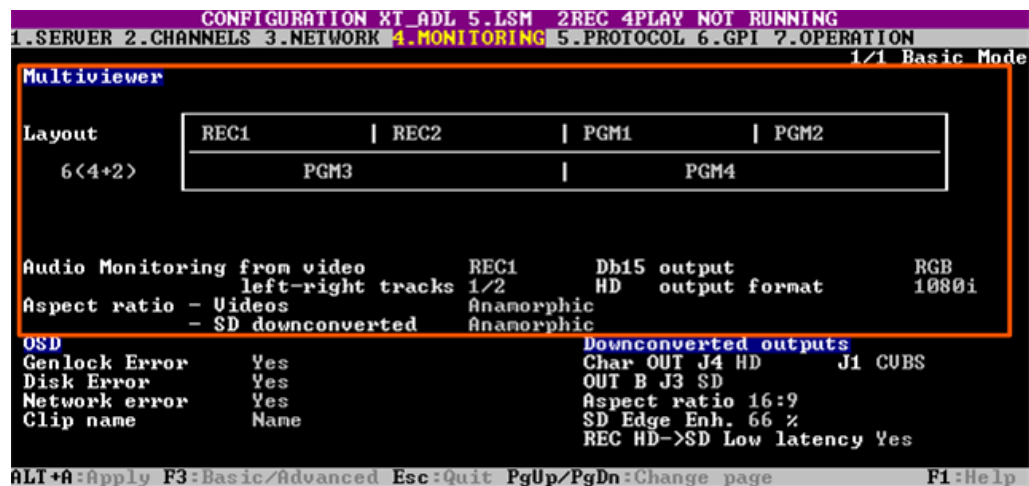 CONFIGURATION XT_ADL 5.LSM 2REC 4PLAY NOT RUNNING
1.SERVER 2.CHANNELS 3.NETWORK 4.MONITORING 5.PROTOCOL 6.GPI 7.OPERATION
1/1 Basic Mode
Multiviewer
Layout REC1 | REC2 | PGM1 | PGM2
6(4+2) PGM3 | PGM4
Audio Monitoring from video REC1 Db15 output RGB
left-right tracks 1/2 HD output format 1080i
Aspect ratio - Videos Anamorphic
- SD downconverted Anamorphic
OSD Downconverted outputs
Genlock Error Yes Char OUT J4 HD J1 CVBS
Disk Error Yes OUT B J3 SD
Network error Yes Aspect ratio 16:9
Clip name Name SD Edge Enh. 66 %
REC HD->SD Low latency Yes
ALT+A:Apply F3:Basic/Advanced Esc:Quit PgUp/PgDn:Change page F1:Help